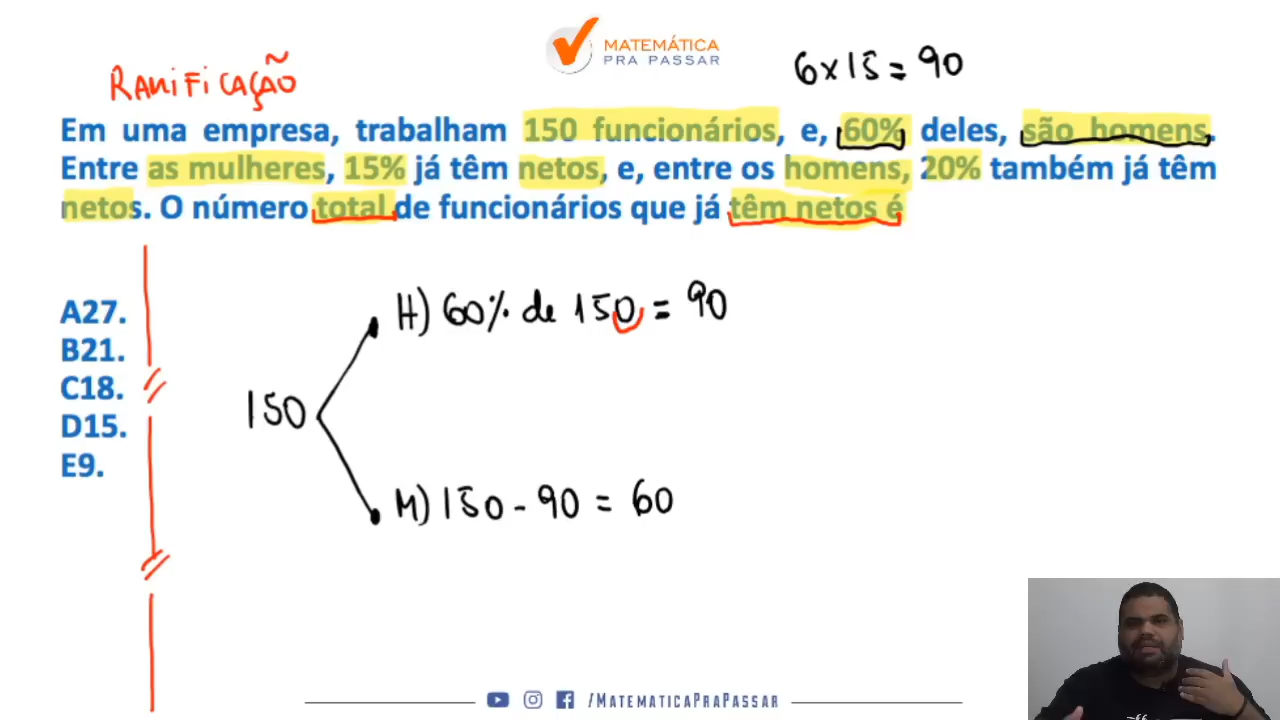 MATEMÁTICA
PRA PASSAR
6 x 15 = 90
RAMIFICAÇÃO
Em uma empresa, trabalham 150 funcionários, e, 60% deles, são homens.
Entre as mulheres, 15% já têm netos, e, entre os homens, 20% também já têm
netos. O número total de funcionários que já têm netos é
A27.
B21.
C18.
D15.
E9.
H) 60% de 150 = 90
150
M) 150 - 90 = 60
/MATEMATICAPRAPASSAR